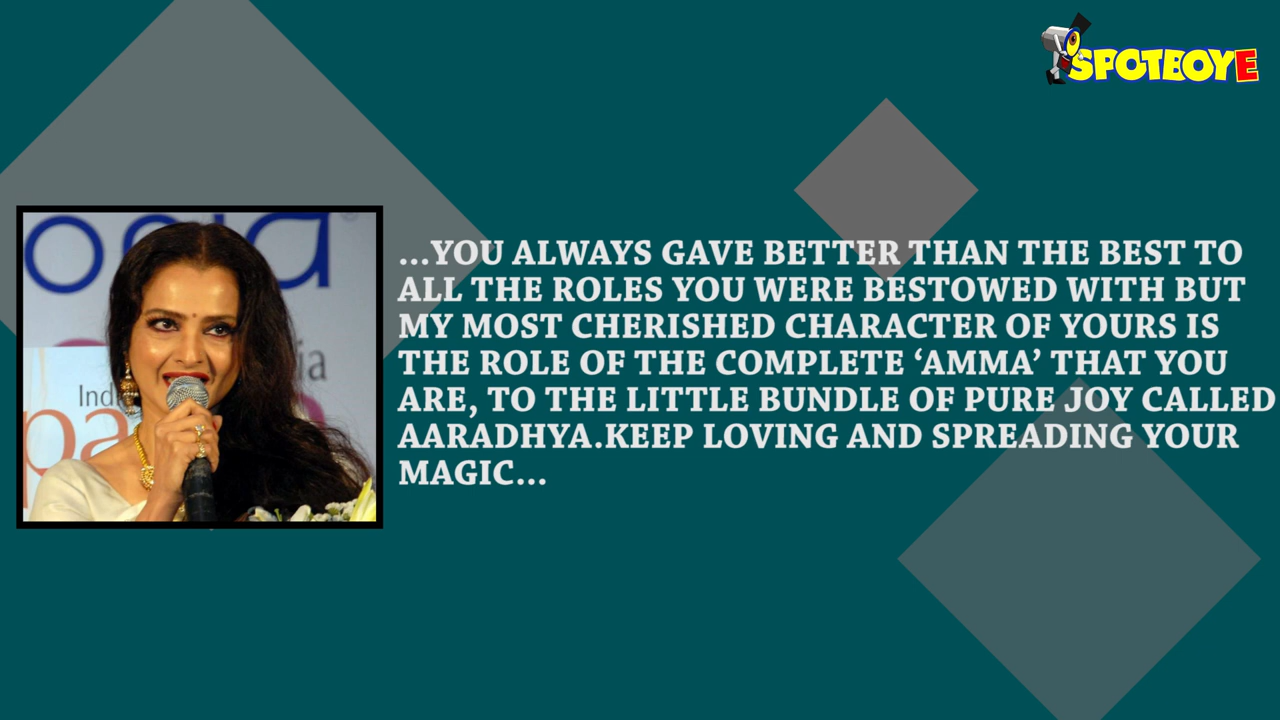 SPOTBOYE
...YOU ALWAYS GAVE BETTER THAN THE BEST TO
ALL THE ROLES YOU WERE BESTOWED WITH BUT
MY MOST CHERISHED CHARACTER OF YOURS IS
THE ROLE OF THE COMPLETE ‘AMMA’ THAT YOU
ARE, TO THE LITTLE BUNDLE OF PURE JOY CALLED
AARADHYA.KEEP LOVING AND SPREADING YOUR
MAGIC...